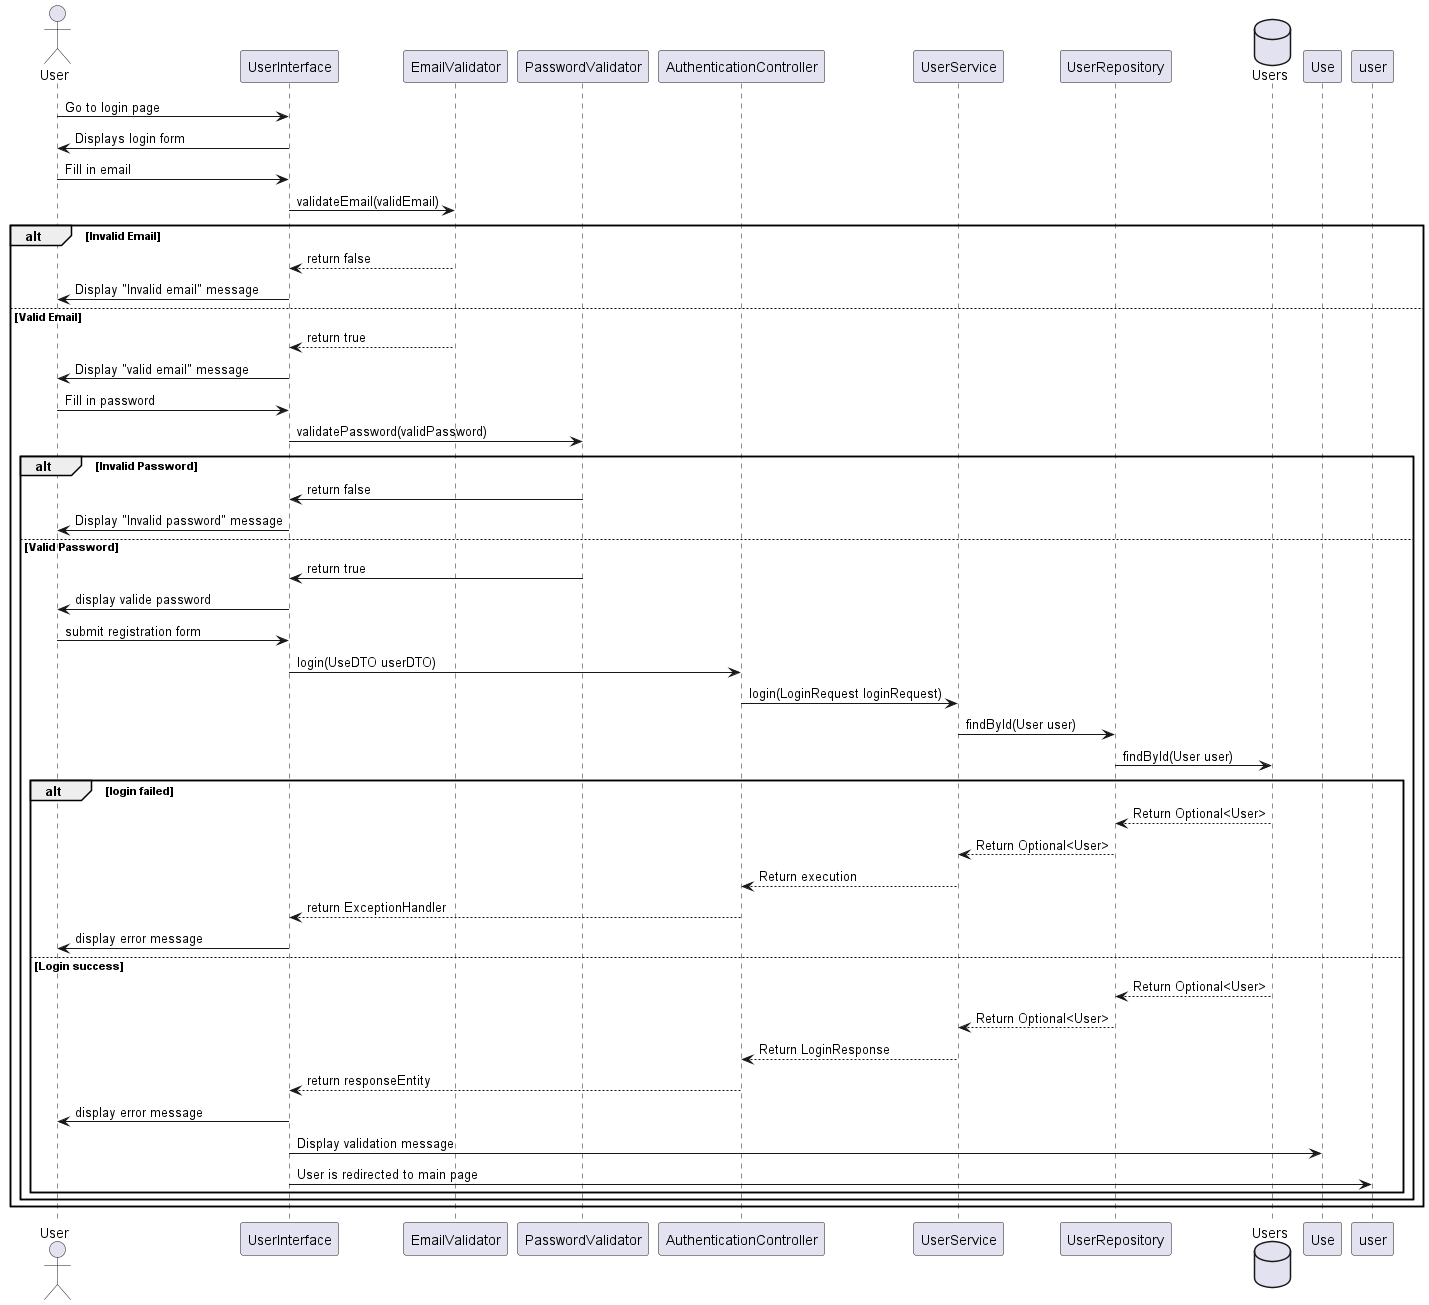 User
UserInterface
EmailValidator
PasswordValidator
AuthenticationController
UserService
UserRepository
Users
Use
user
Go to login page
Displays login form
Fill in email
validateEmail(validEmail)
alt [Invalid Email]
return false
Display "Invalid email" message
[Valid Email]
return true
Display "valid email" message
Fill in password
validatePassword(validPassword)
alt [Invalid Password]
return false
Display "Invalid password" message
[Valid Password]
return true
display valide password
submit registration form
login(UseDTO userDTO)
login(LoginRequest loginRequest)
findById(User user)
findById(User user)
alt [login failed]
Return Optional<User>
Return Optional<User>
Return execution
return ExceptionHandler
display error message
[Login success]
Return Optional<User>
Return Optional<User>
Return LoginResponse
return responseEntity
display error message
Display validation message
User is redirected to main page
User
UserInterface
EmailValidator
PasswordValidator
AuthenticationController
UserService
UserRepository
Users
Use
user